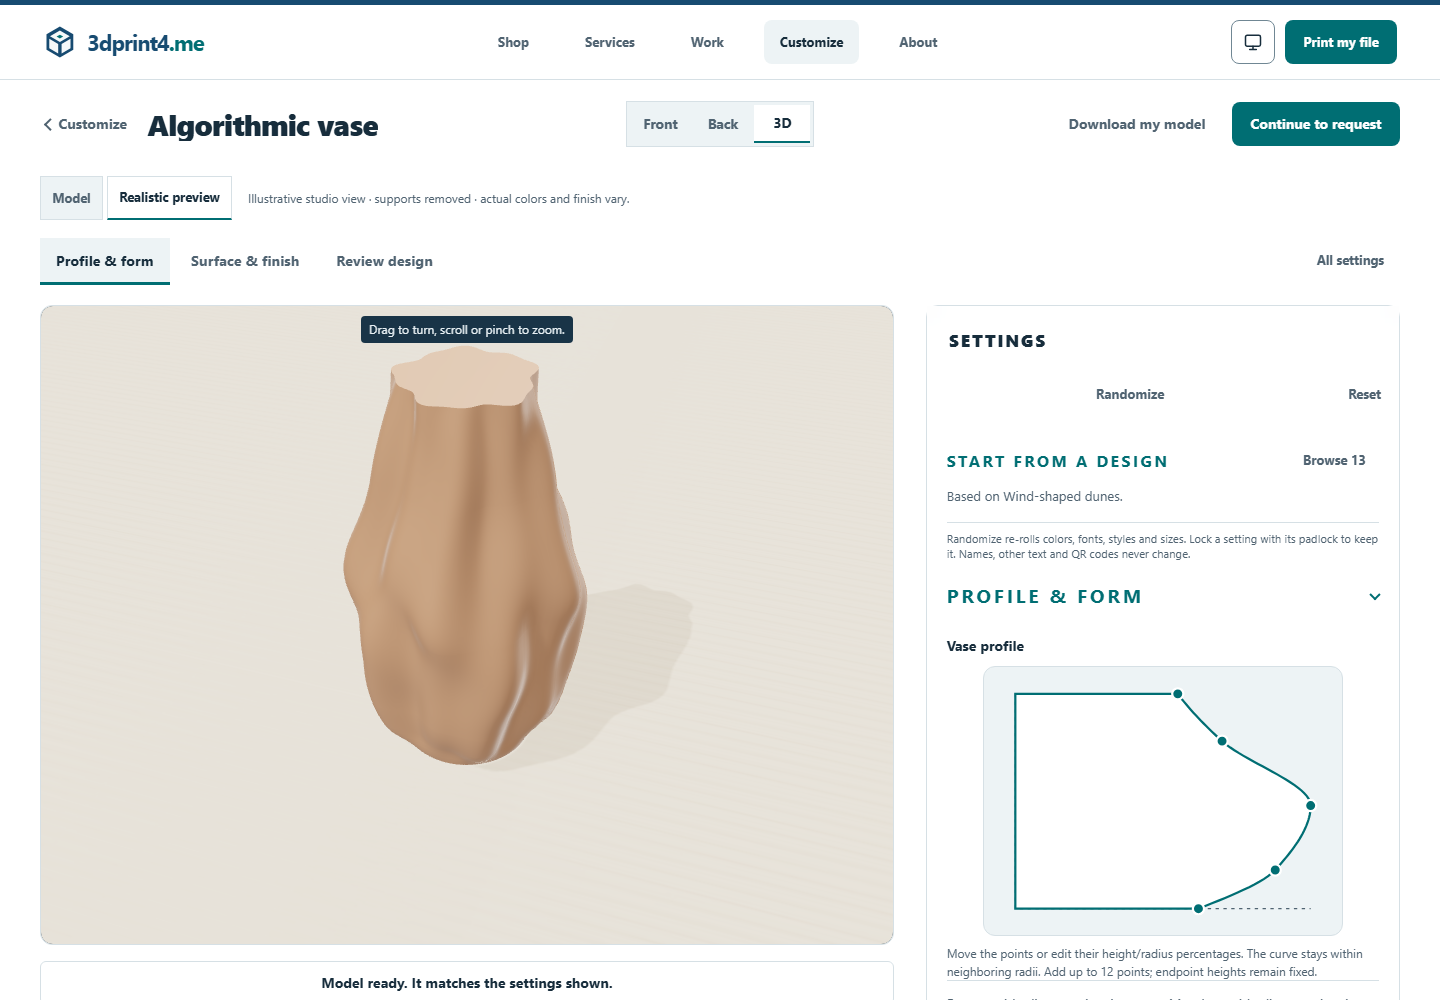 3dprint4.me
Shop
Services
Work
Customize
About
Print my file
Customize
Algorithmic vase
Front
Back
3D
Download my model
Continue to request
Model
Realistic preview
Illustrative studio view · supports removed · actual colors and finish vary.
Profile & form
Surface & finish
Review design
All settings
Drag to turn, scroll or pinch to zoom.
Model ready. It matches the settings shown.
SETTINGS
Randomize
Reset
START FROM A DESIGN
Browse 13
Based on Wind-shaped dunes.
Randomize re-rolls colors, fonts, styles and sizes. Lock a setting with its padlock to keep
it. Names, other text and QR codes never change.
PROFILE & FORM
Vase profile
Move the points or edit their height/radius percentages. The curve stays within
neighboring radii. Add up to 12 points; endpoint heights remain fixed.